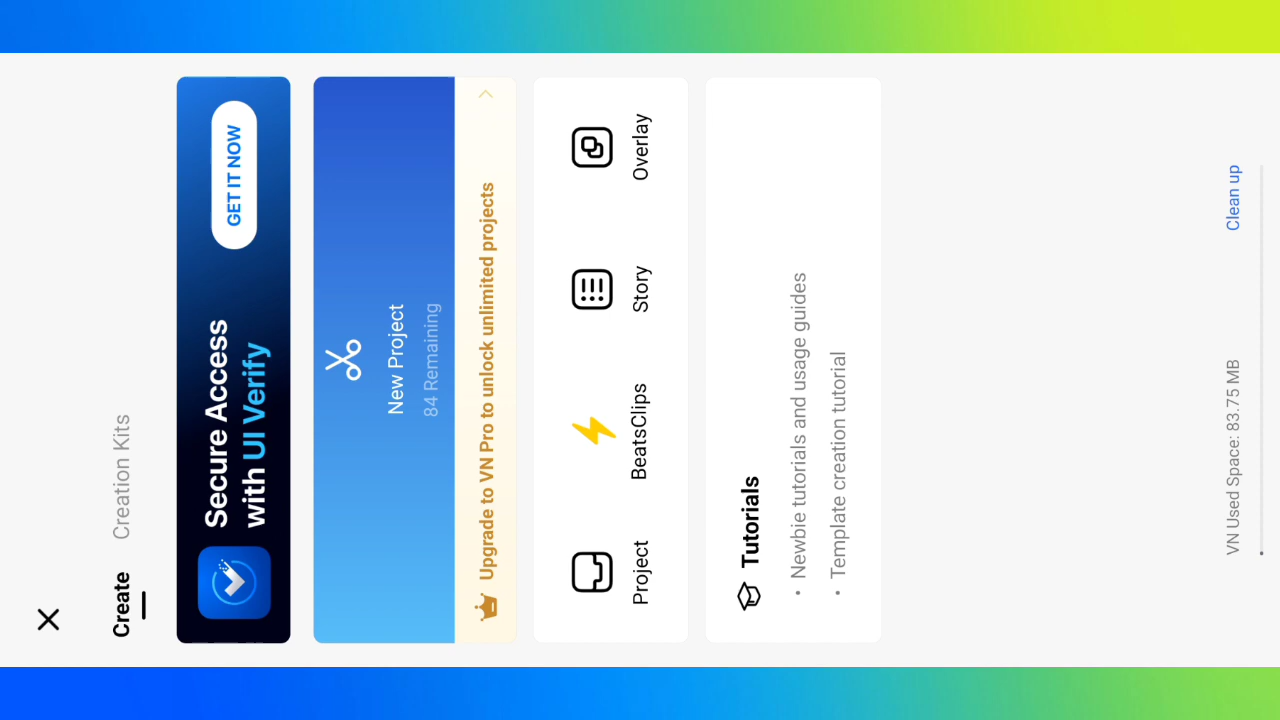 Create Creation Kits
Secure Access
with UI Verify
GET IT NOW
New Project
84 Remaining
Upgrade to VN Pro to unlock unlimited projects
Project BeatsClips Story Overlay
Tutorials
• Newbie tutorials and usage guides
• Template creation tutorial
VN Used Space: 83.75 MB Clean up